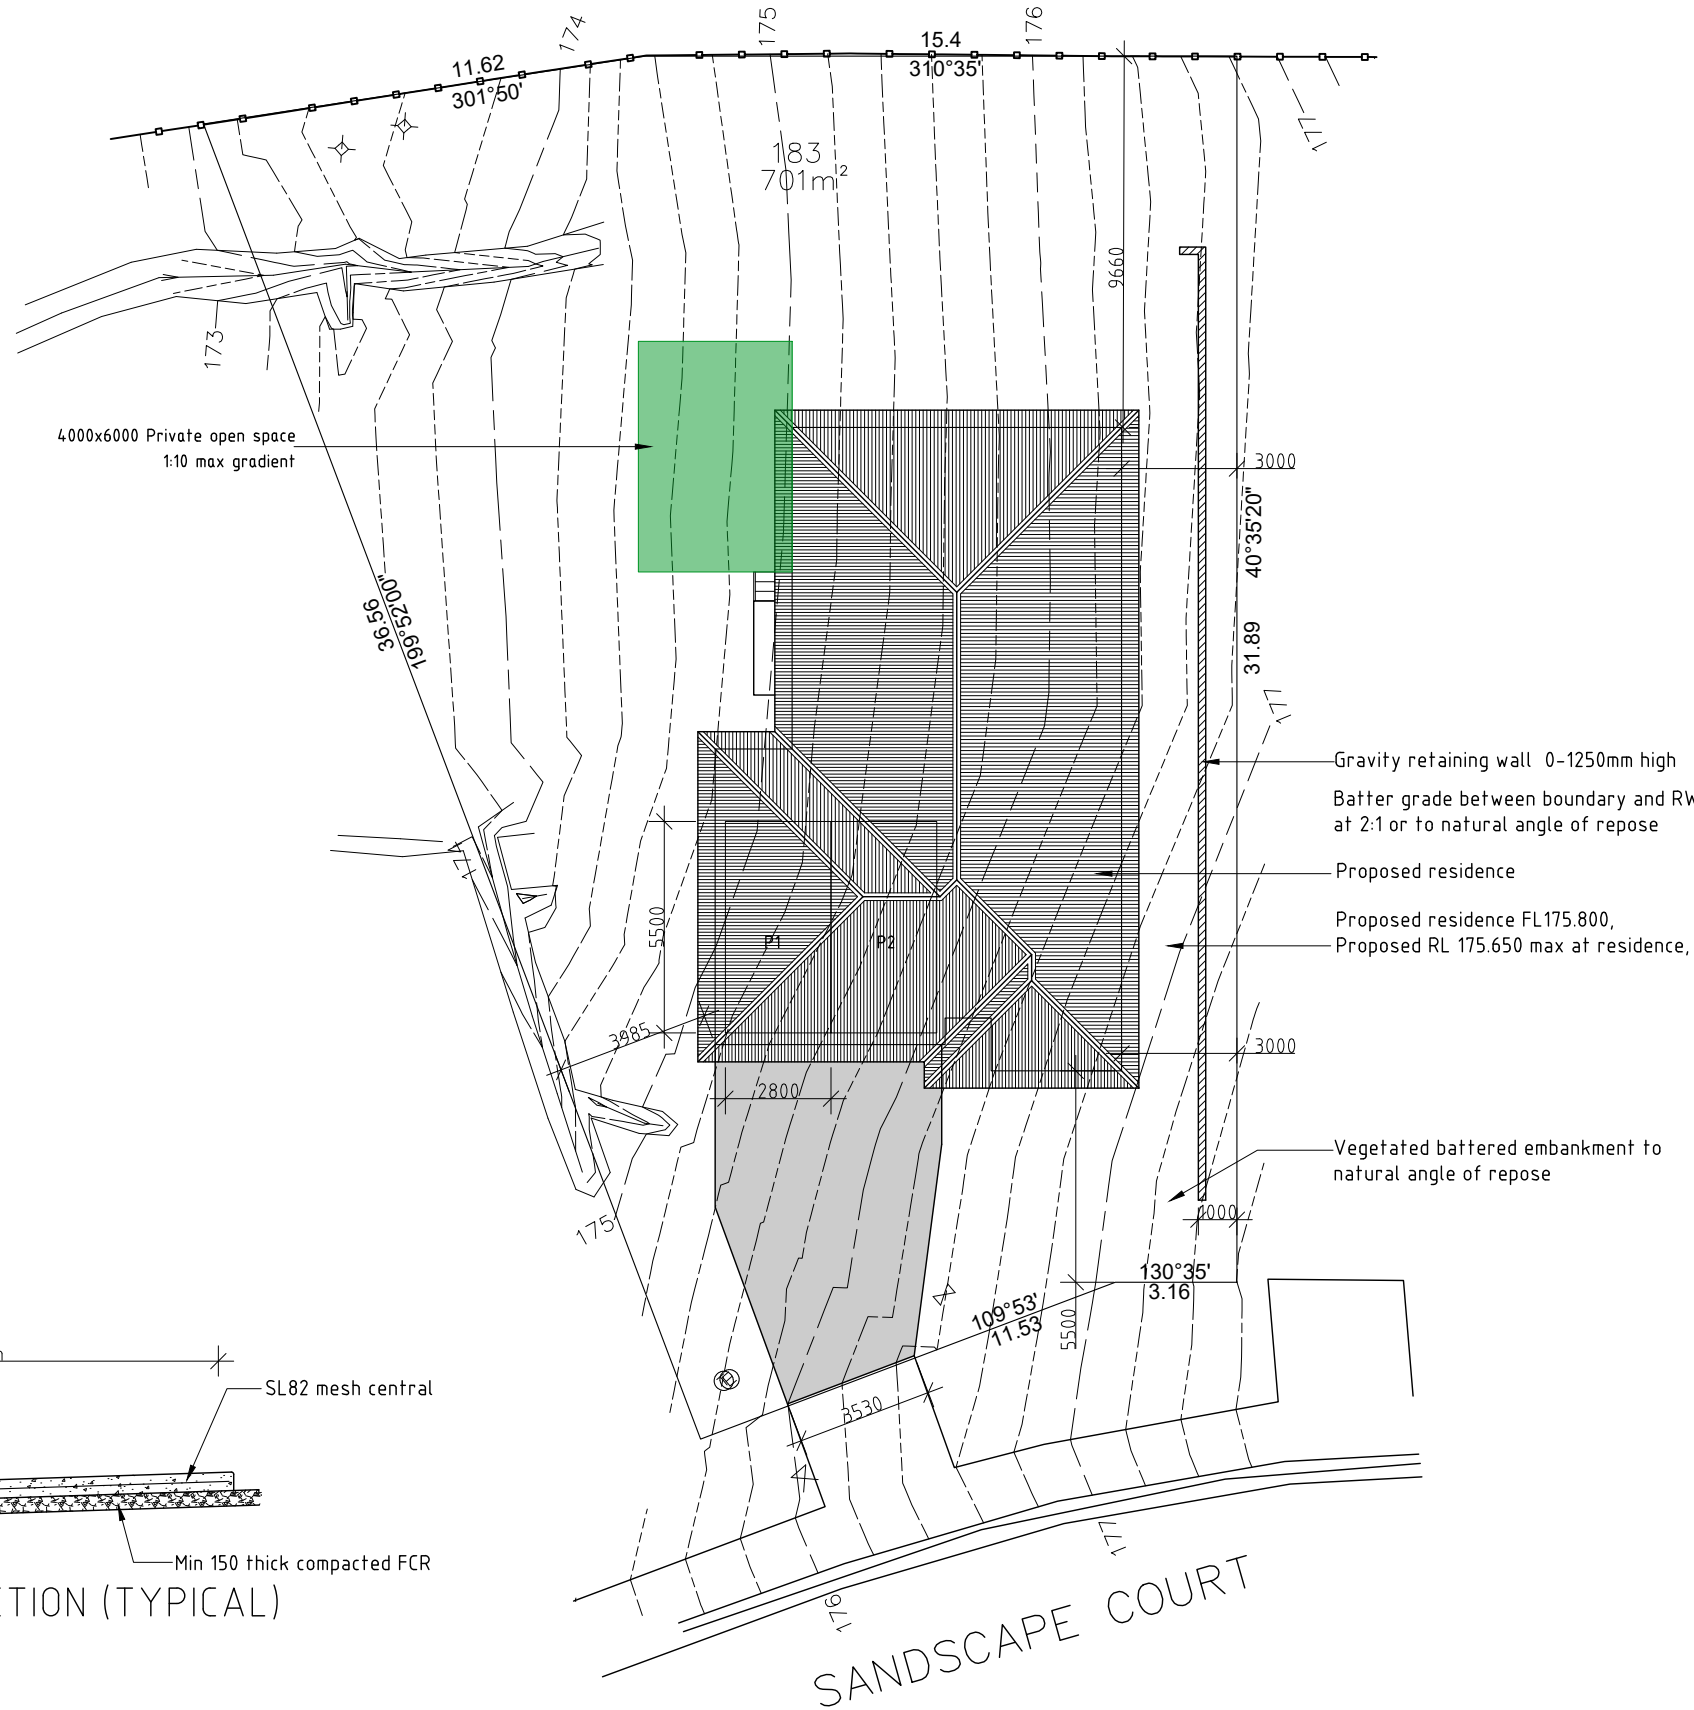 174
175
176
11.62
301°50'
15.4
310°35'
177
183
701m²
9660
173
4000x6000 Private open space
1:10 max gradient
3000
40°35'20"
31.89
36.56
199°52'00"
177
Gravity retaining wall 0-1250mm high
Batter grade between boundary and RW
at 2:1 or to natural angle of repose
Proposed residence
Proposed residence FL175.800,
Proposed RL 175.650 max at residence,
5500
P1
P2
3985
3000
2800
Vegetated battered embankment to
natural angle of repose
175
1000
130°35'
3.16
109°53'
11.53
5500
3530
SL82 mesh central
Min 150 thick compacted FCR
CTION (TYPICAL)
177
176
SANDSCAPE COURT